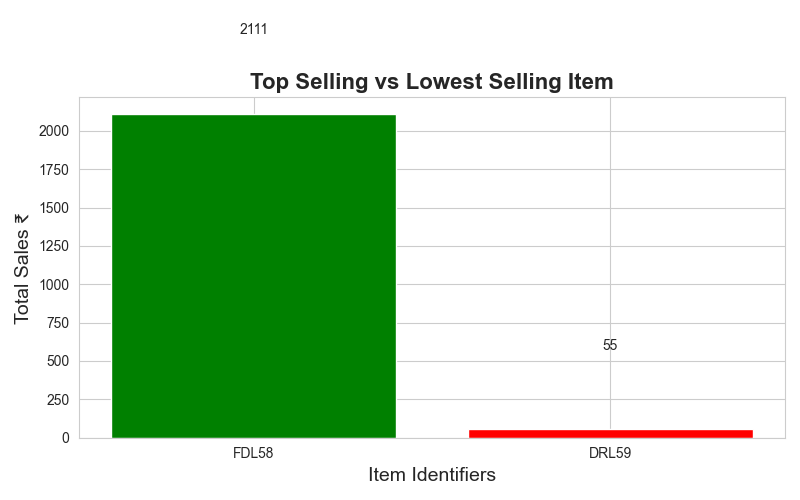 2111
Top Selling vs Lowest Selling Item
Total Sales ₹
2000
1750
1500
1250
1000
750
500
250
0
55
FDL58
DRL59
Item Identifiers